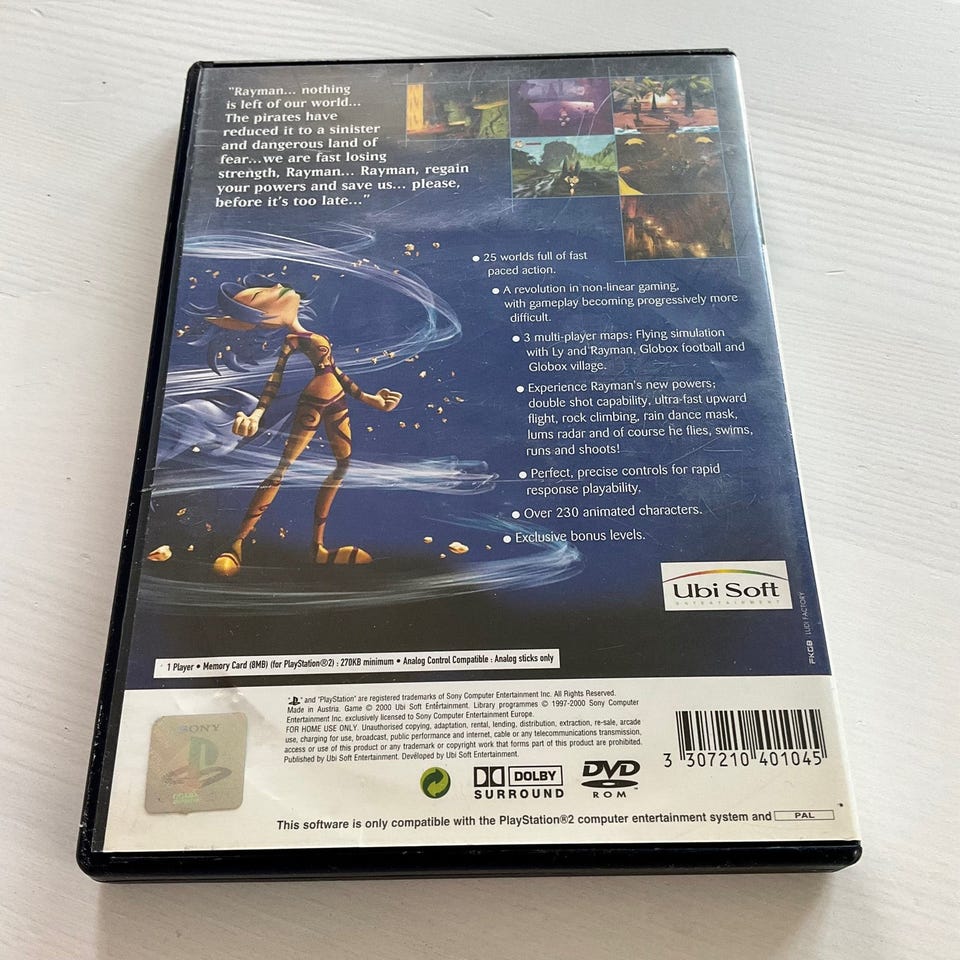 "Rayman... nothing
is left of our world...
The pirates have
reduced it to a sinister
and dangerous land of
fear...we are fast losing
strength, Rayman... Rayman, regain
your powers and save us... please,
before it's too late..."
• 25 worlds full of fast
paced action.
• A revolution in non-linear gaming,
with gameplay becoming progressively more
difficult.
• 3 multi-player maps: Flying simulation
with Ly and Rayman, Globox football and
Globox village.
• Experience Rayman's new powers;
double shot capability, ultra-fast upward
flight, rock climbing, rain dance mask,
lums radar and of course he flies, swims,
runs and shoots!
• Perfect, precise controls for rapid
response playability.
• Over 230 animated characters.
• Exclusive bonus levels.
Ubi Soft
ENTERTAINMENT
FKGB LUDI FACTORY
1 Player • Memory Card (8MB) (for PlayStation®2) : 270KB minimum • Analog Control Compatible : Analog sticks only
" " and "PlayStation" are registered trademarks of Sony Computer Entertainment Inc. All Rights Reserved.
Made in Austria. Game © 2000 Ubi Soft Entertainment. Library programmes © 1997-2000 Sony Computer
Entertainment Inc. exclusively licensed to Sony Computer Entertainment Europe.
FOR HOME USE ONLY. Unauthorised copying, adaptation, rental, lending, distribution, extraction, re-sale, arcade
use, charging for use, broadcast, public performance and internet, cable or any telecommunications transmission,
access or use of this product or any trademark or copyright work that forms part of this product are prohibited.
Published by Ubi Soft Entertainment. Developed by Ubi Soft Entertainment.
SONY
DOLBY
SURROUND
DVD
ROM
3 307210 401045
This software is only compatible with the PlayStation®2 computer entertainment system and PAL